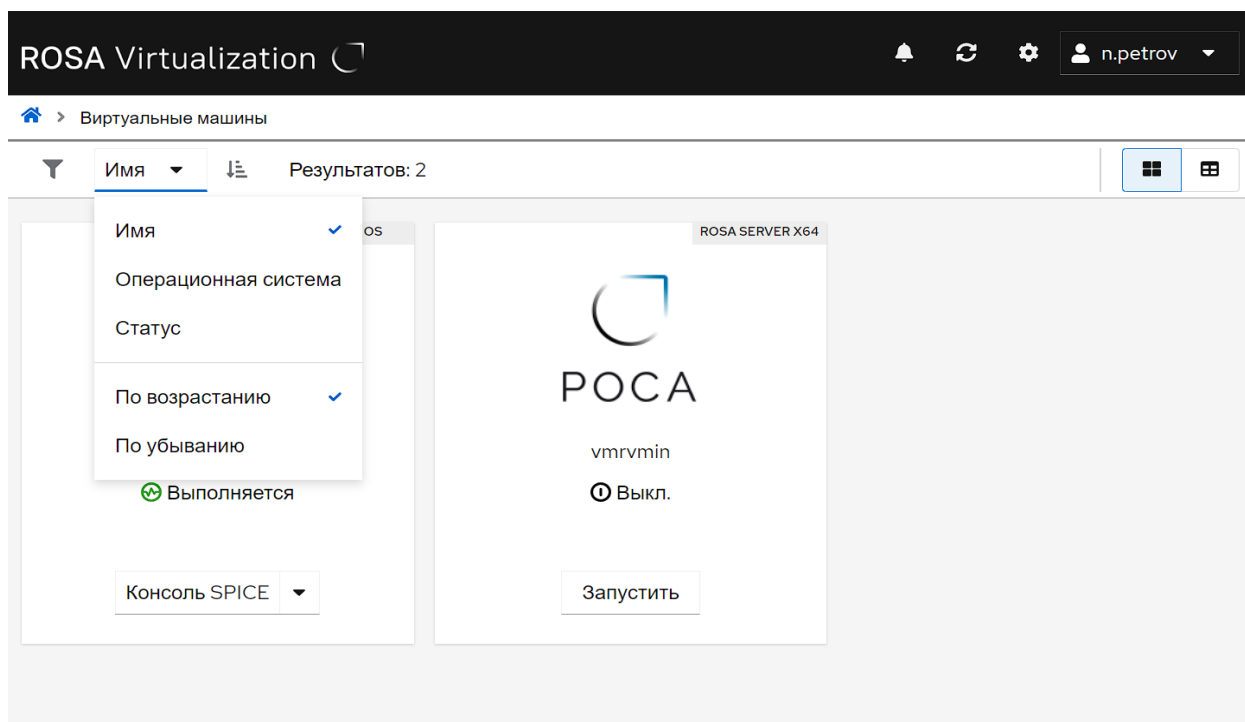 ROSA Virtualization
n.petrov
Виртуальные машины
Имя
Результатов: 2
Имя
Операционная система
Статус
По возрастанию
По убыванию
OS
Выполняется
Консоль SPICE
ROSA SERVER X64
РОСА
vmrvmin
Выкл.
Запустить